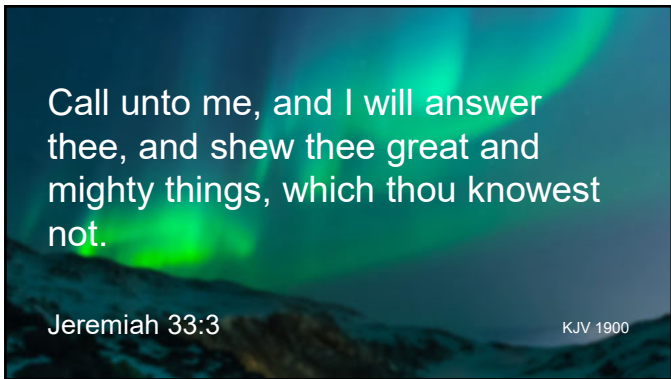 Call unto me, and I will answer
thee, and shew thee great and
mighty things, which thou knowest
not.
Jeremiah 33:3
KJV 1900